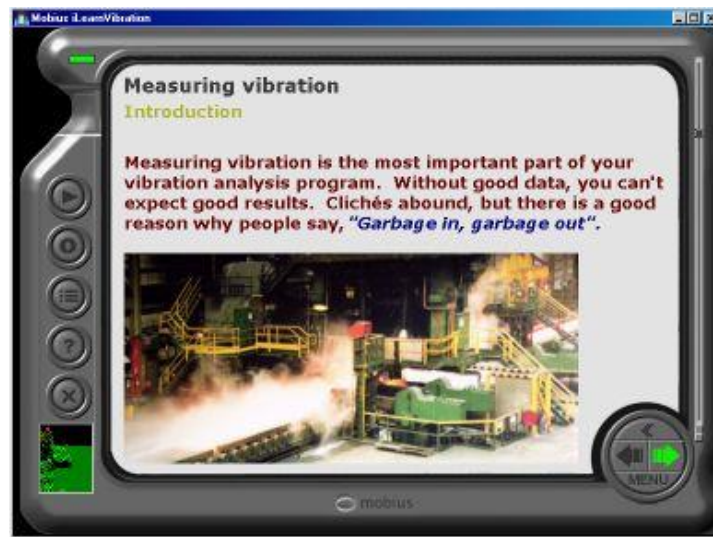 Mobius iLearnVibration
Measuring vibration
Introduction
Measuring vibration is the most important part of your
vibration analysis program.  Without good data, you can't
expect good results.  Clichés abound, but there is a good
reason why people say, "Garbage in, garbage out".
MENU
mobius